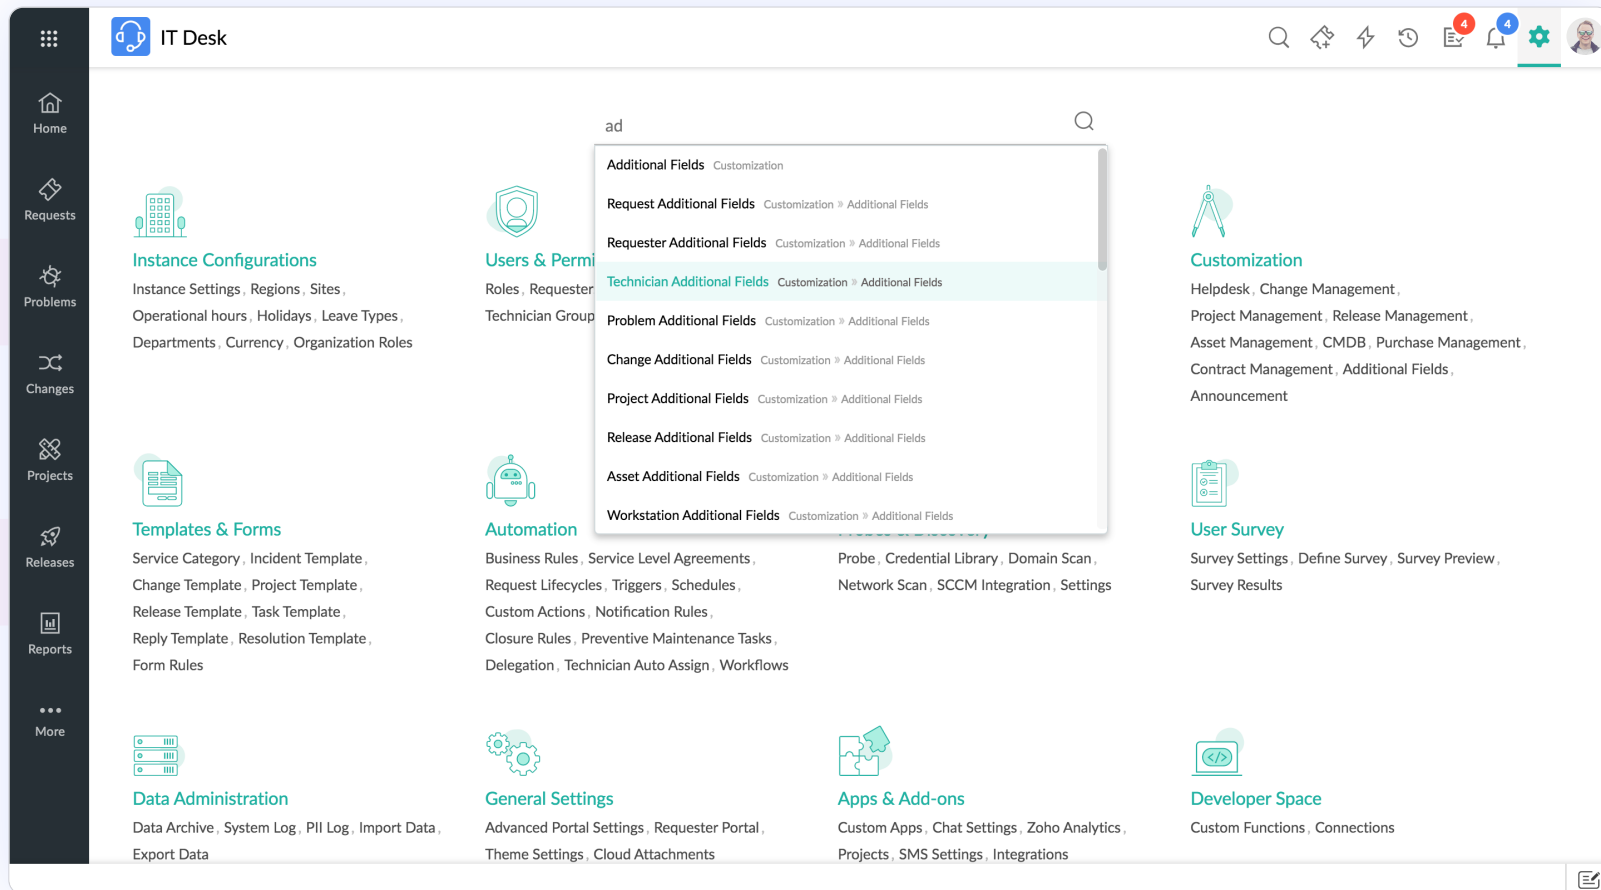 IT Desk
4
4
Home
Requests
Problems
Changes
Projects
Releases
Reports
More
ad
Additional Fields Customization
Request Additional Fields Customization » Additional Fields
Requester Additional Fields Customization » Additional Fields
Technician Additional Fields Customization » Additional Fields
Problem Additional Fields Customization » Additional Fields
Change Additional Fields Customization » Additional Fields
Project Additional Fields Customization » Additional Fields
Release Additional Fields Customization » Additional Fields
Asset Additional Fields Customization » Additional Fields
Workstation Additional Fields Customization » Additional Fields
Instance Configurations
Instance Settings, Regions, Sites,
Operational hours, Holidays, Leave Types,
Departments, Currency, Organization Roles
Users & Permi
Roles, Requester
Technician Group
Customization
Helpdesk, Change Management,
Project Management, Release Management,
Asset Management, CMDB, Purchase Management,
Contract Management, Additional Fields,
Announcement
Templates & Forms
Service Category, Incident Template,
Change Template, Project Template,
Release Template, Task Template,
Reply Template, Resolution Template,
Form Rules
Automation
Business Rules, Service Level Agreements,
Request Lifecycles, Triggers, Schedules,
Custom Actions, Notification Rules,
Closure Rules, Preventive Maintenance Tasks,
Delegation, Technician Auto Assign, Workflows
Probes & Discovery
Probe, Credential Library, Domain Scan,
Network Scan, SCCM Integration, Settings
User Survey
Survey Settings, Define Survey, Survey Preview,
Survey Results
Data Administration
Data Archive, System Log, PII Log, Import Data,
Export Data
General Settings
Advanced Portal Settings, Requester Portal,
Theme Settings, Cloud Attachments
Apps & Add-ons
Custom Apps, Chat Settings, Zoho Analytics,
Projects, SMS Settings, Integrations
Developer Space
Custom Functions, Connections